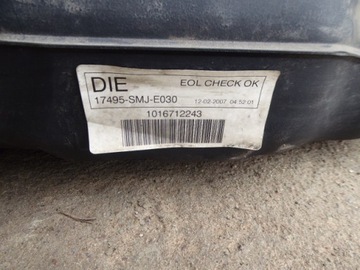 DIE EOL CHECK OK
17495-SMJ-E030 12-02-2007 04:52:01
1016712243